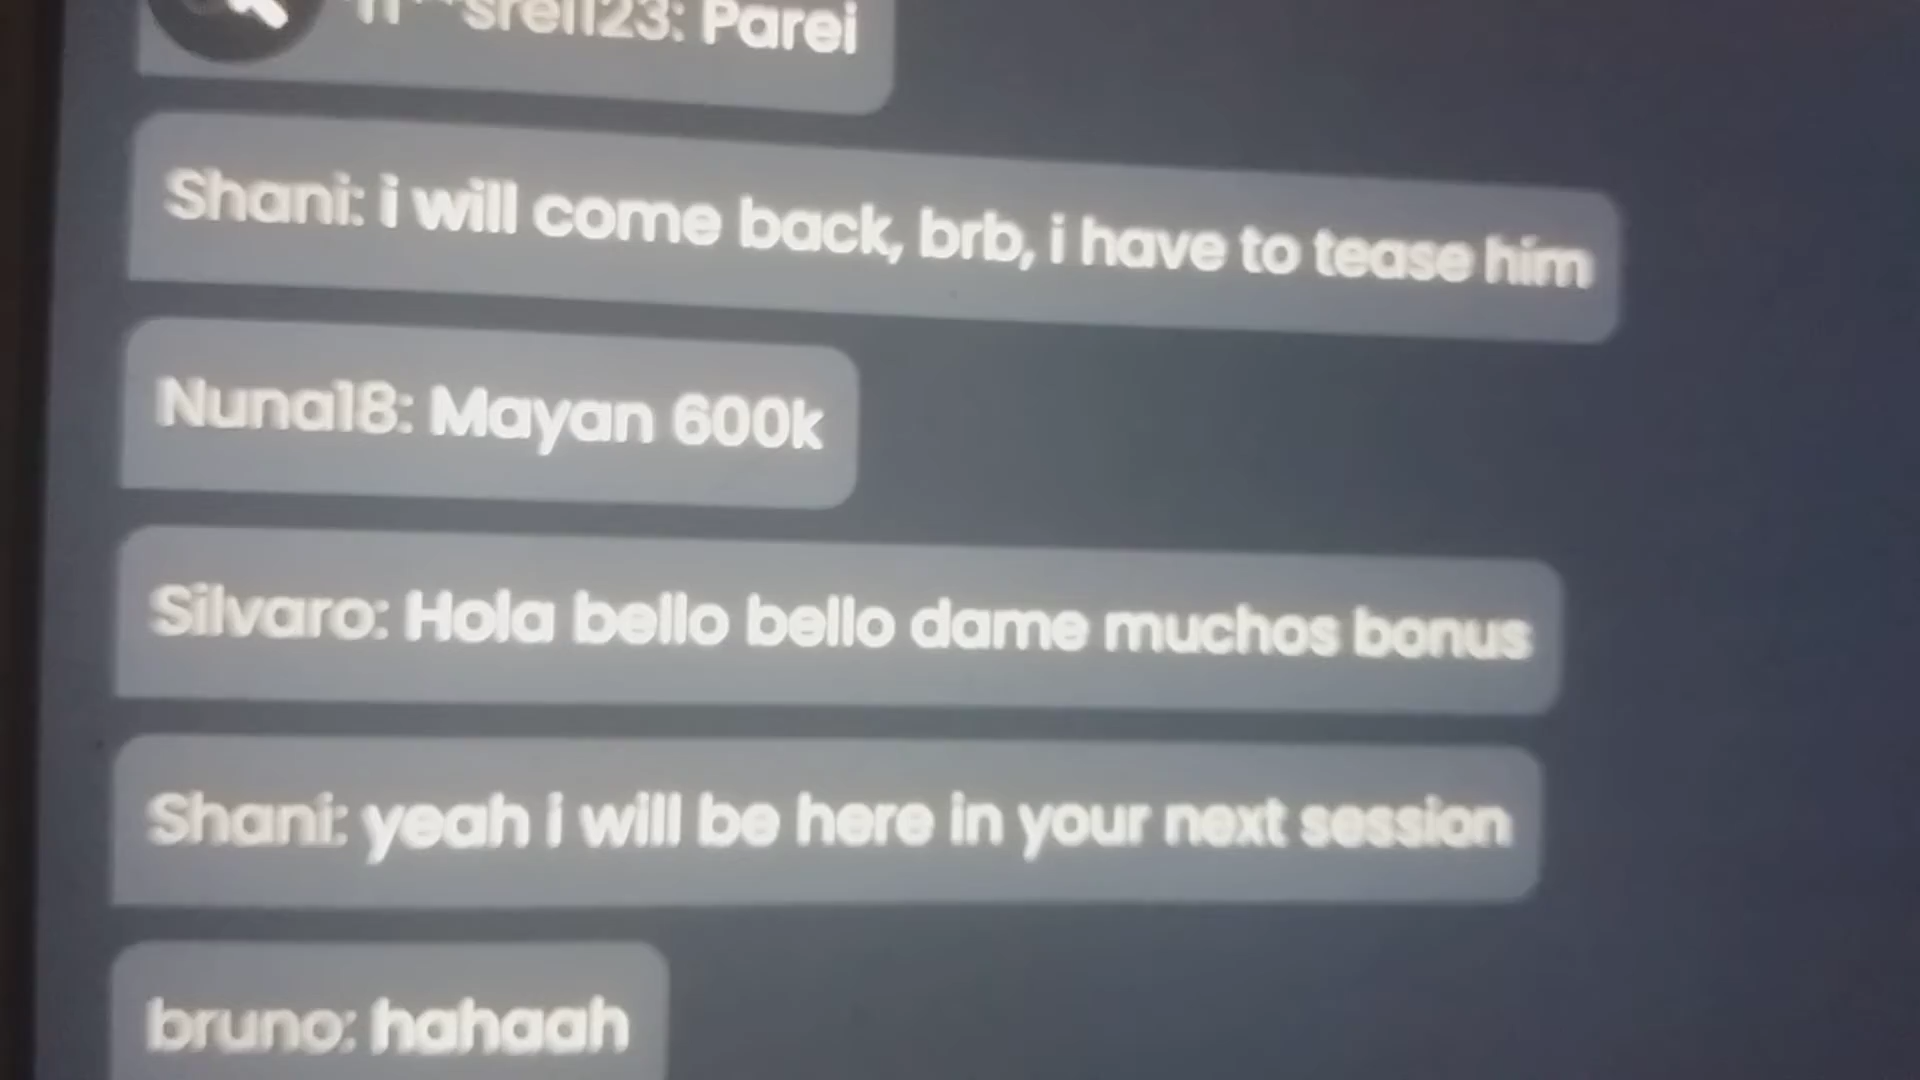 Parei
Shani: i will come back, brb, i have to tease him
Nuna18: Mayan 600k
Silvaro: Hola bello bello dame muchos bonus
Shani: yeah i will be here in your next session
bruno: hahaah